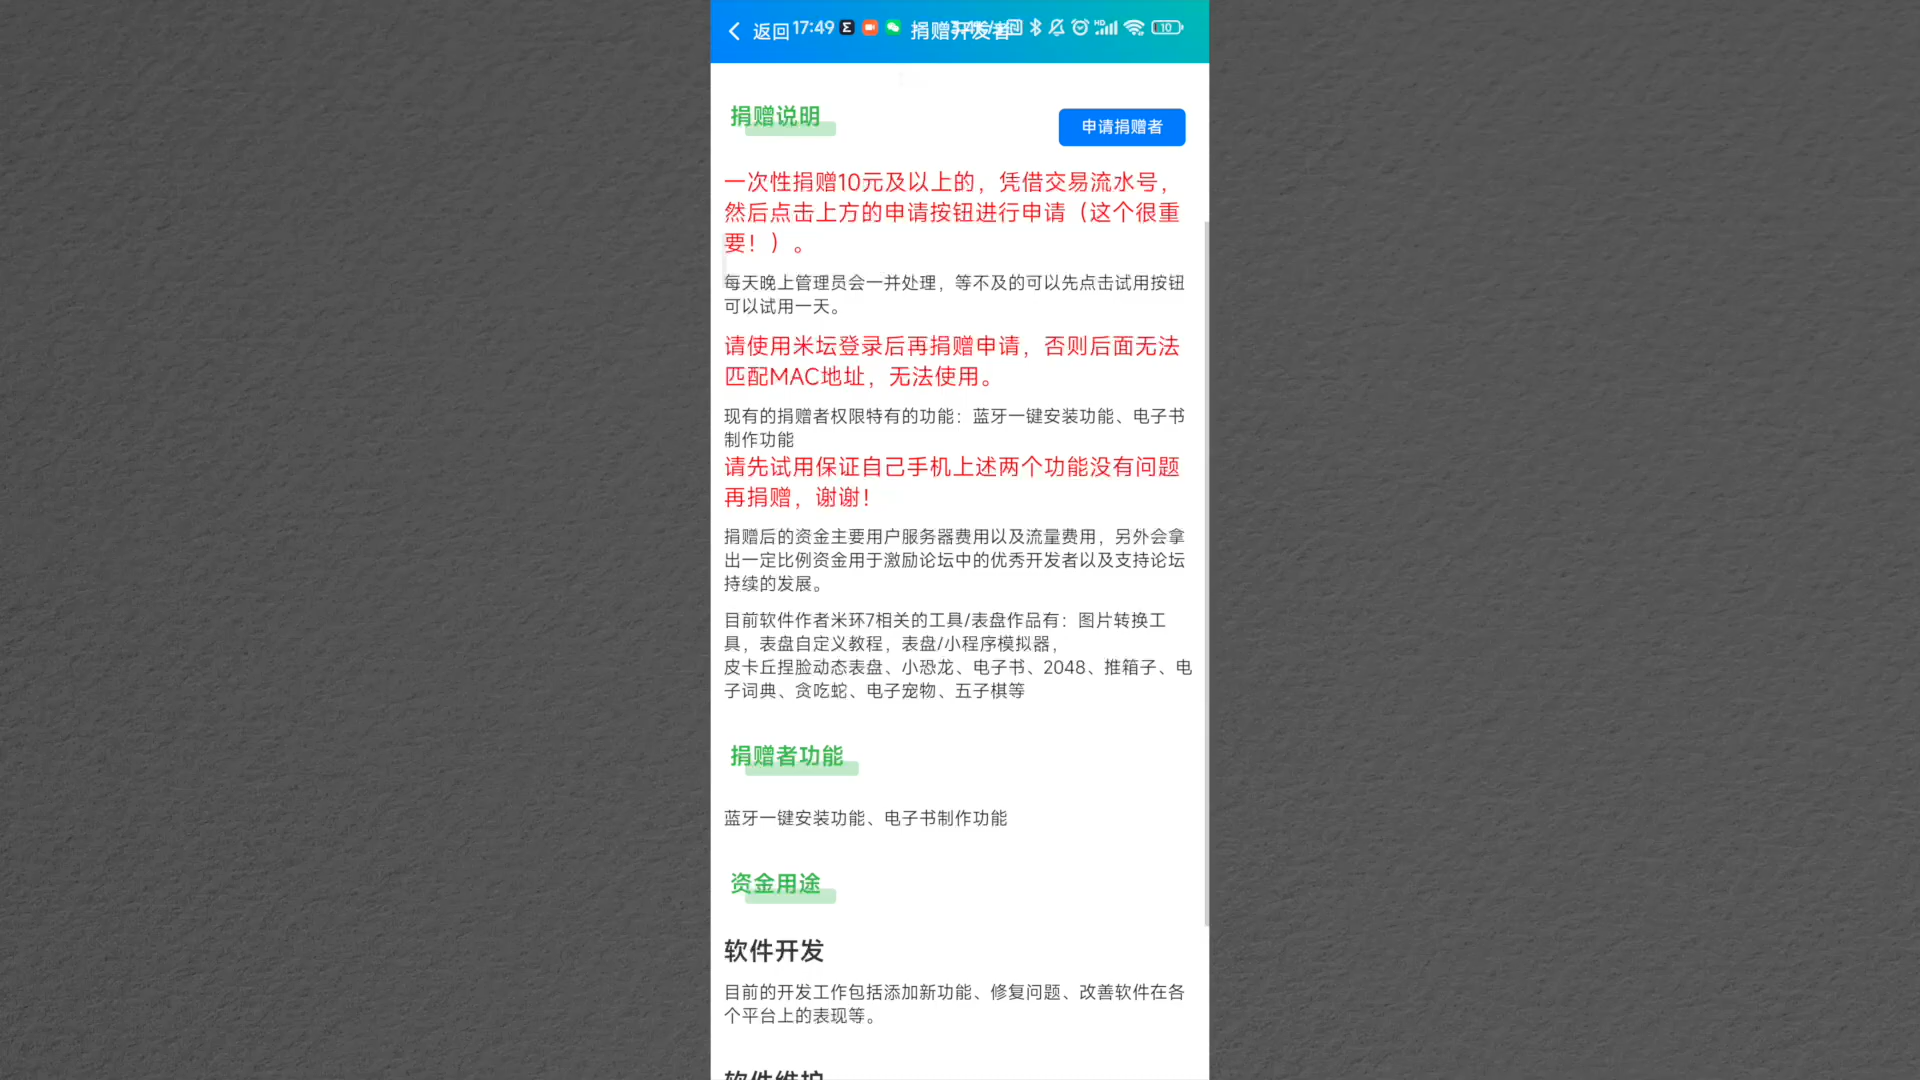 返回 17:49 捐赠开发者 10
捐赠说明
申请捐赠者
一次性捐赠10元及以上的，凭借交易流水号，
然后点击上方的申请按钮进行申请（这个很重
要！）。
每天晚上管理员会一并处理，等不及的可以先点击试用按钮
可以试用一天。
请使用米坛登录后再捐赠申请，否则后面无法
匹配MAC地址，无法使用。
现有的捐赠者权限特有的功能：蓝牙一键安装功能、电子书
制作功能
请先试用保证自己手机上述两个功能没有问题
再捐赠，谢谢！
捐赠后的资金主要用户服务器费用以及流量费用，另外会拿
出一定比例资金用于激励论坛中的优秀开发者以及支持论坛
持续的发展。
目前软件作者米环7相关的工具/表盘作品有：图片转换工
具，表盘自定义教程，表盘/小程序模拟器，
皮卡丘捏脸动态表盘、小恐龙、电子书、2048、推箱子、电
子词典、贪吃蛇、电子宠物、五子棋等
捐赠者功能
蓝牙一键安装功能、电子书制作功能
资金用途
软件开发
目前的开发工作包括添加新功能、修复问题、改善软件在各
个平台上的表现等。
软件维护